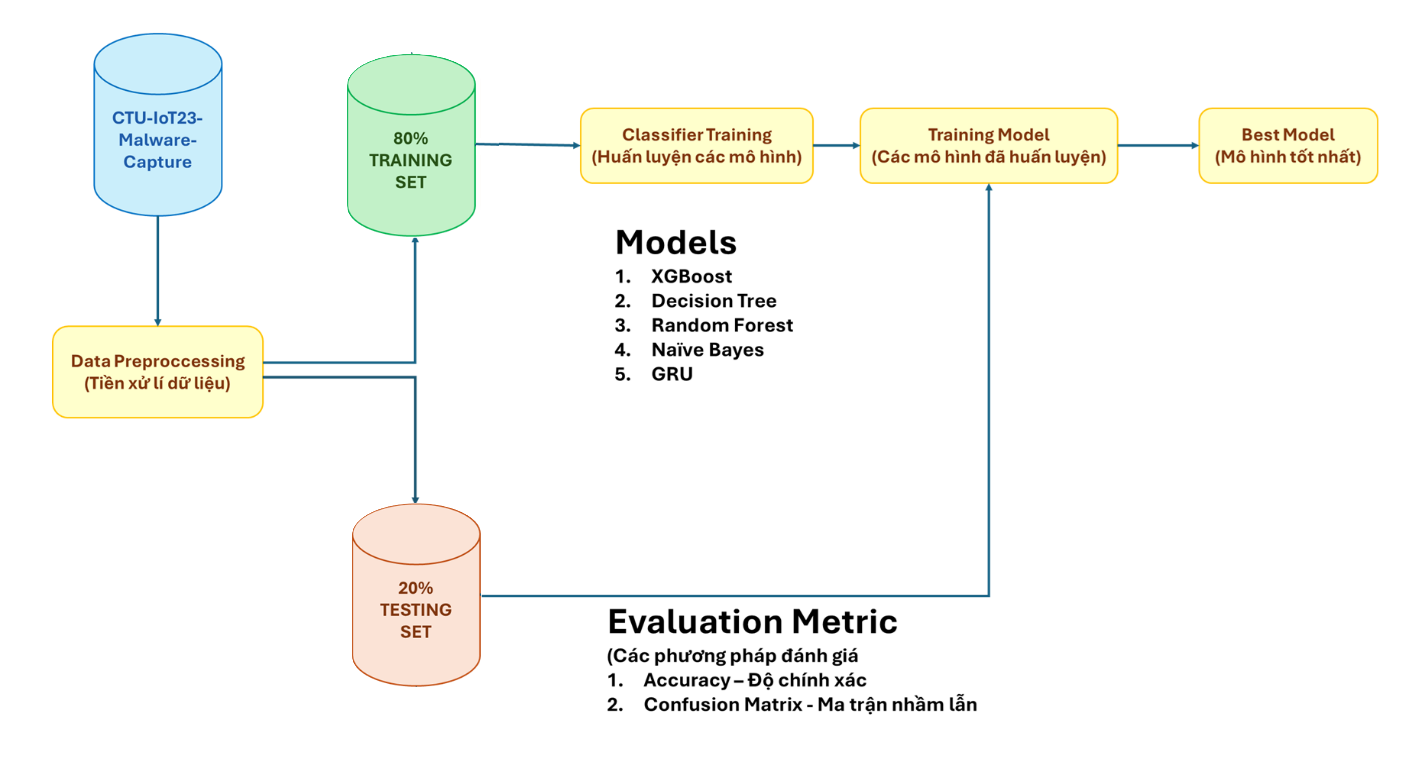 CTU-IoT23-
Malware-
Capture
80%
TRAINING
SET
Classifier Training
(Huấn luyện các mô hình)
Training Model
(Các mô hình đã huấn luyện)
Best Model
(Mô hình tốt nhất)
Models
1. XGBoost
2. Decision Tree
3. Random Forest
4. Naïve Bayes
5. GRU
Data Preproccessing
(Tiền xử lí dữ liệu)
20%
TESTING
SET
Evaluation Metric
(Các phương pháp đánh giá
1. Accuracy – Độ chính xác
2. Confusion Matrix - Ma trận nhầm lẫn